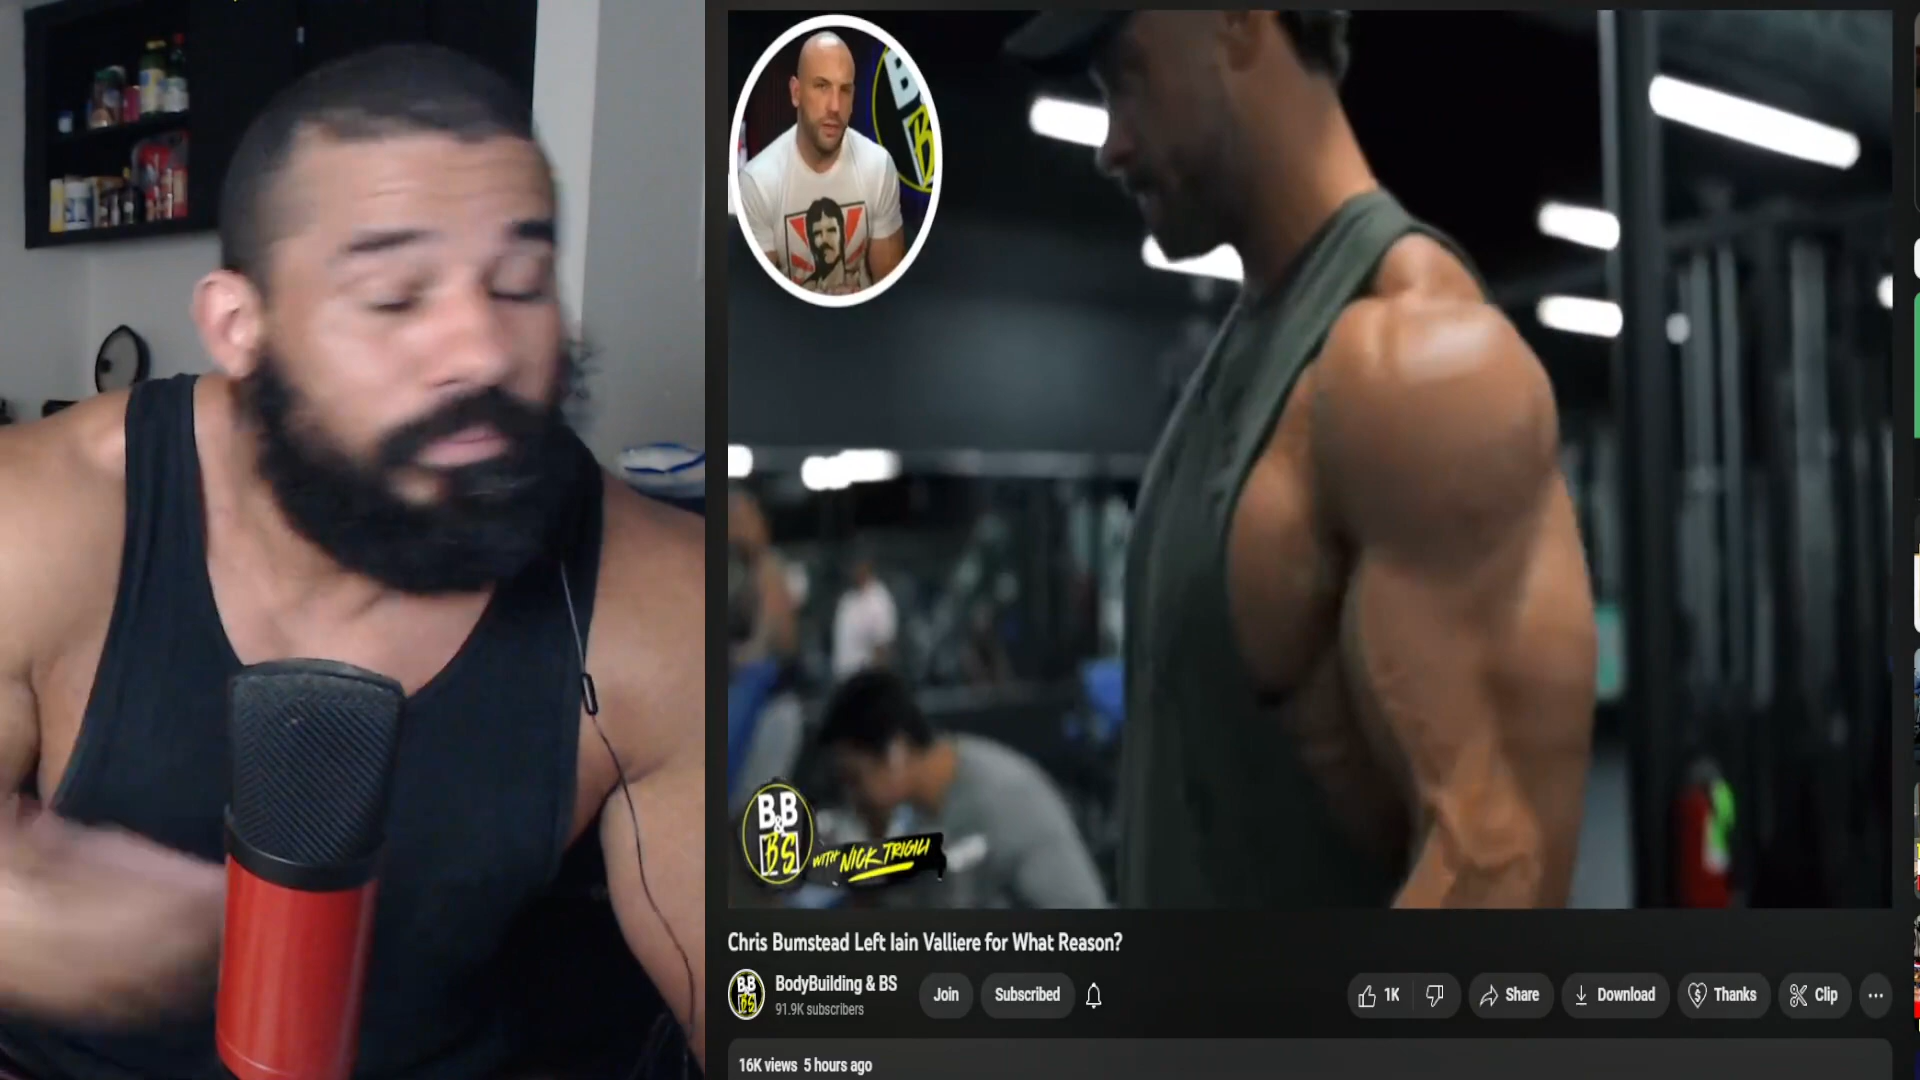 B
B
B&B
BS WITH NICK TRIGILI
Chris Bumstead Left Iain Valliere for What Reason?
B&B
BS
BodyBuilding & BS
91.9K subscribers
Join
Subscribed
1K
Share
Download
Thanks
Clip
16K views 5 hours ago